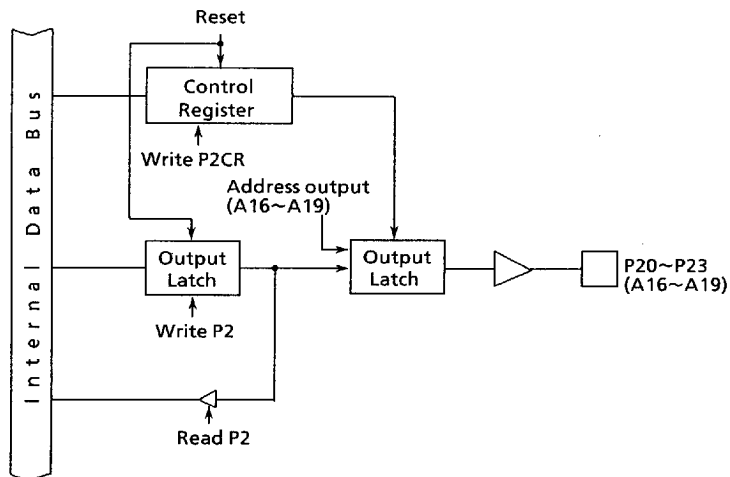 Reset
Internal Data Bus
Control
Register
Write P2CR
Address output
(A16~A19)
Output
Latch
Output
Latch
P20~P23
(A16~A19)
Write P2
Read P2